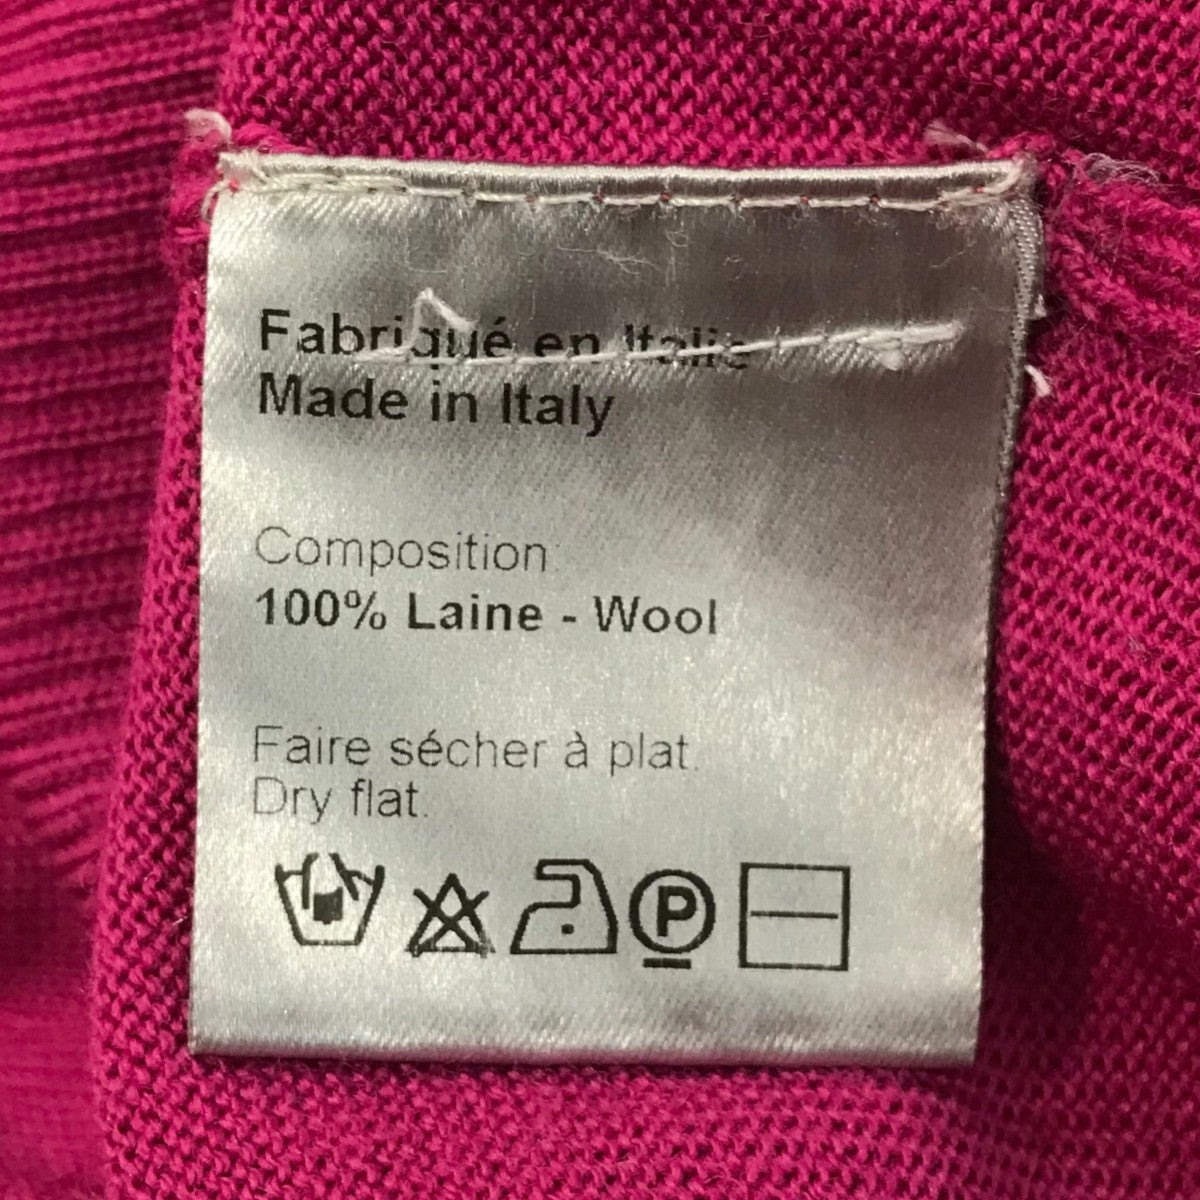 Fabriqué en Italie
Made in Italy
Composition:
100% Laine - Wool
Faire sécher à plat.
Dry flat.
P